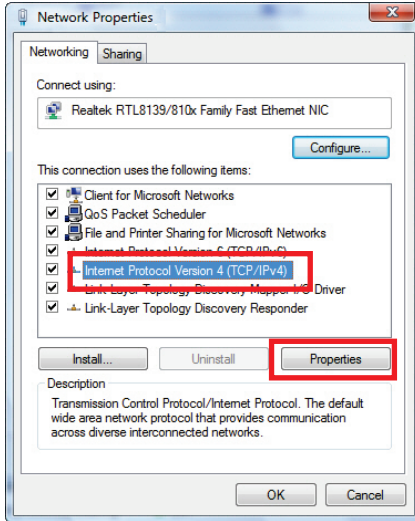 Network Properties
Networking
Sharing
Connect using:
Realtek RTL8139/810x Family Fast Ethernet NIC
Configure...
This connection uses the following items:
Client for Microsoft Networks
QoS Packet Scheduler
File and Printer Sharing for Microsoft Networks
Internet Protocol Version 6 (TCP/IPv6)
Internet Protocol Version 4 (TCP/IPv4)
Link-Layer Topology Discovery Mapper I/O Driver
Link-Layer Topology Discovery Responder
Install...
Uninstall
Properties
Description
Transmission Control Protocol/Internet Protocol. The default
wide area network protocol that provides communication
across diverse interconnected networks.
OK
Cancel